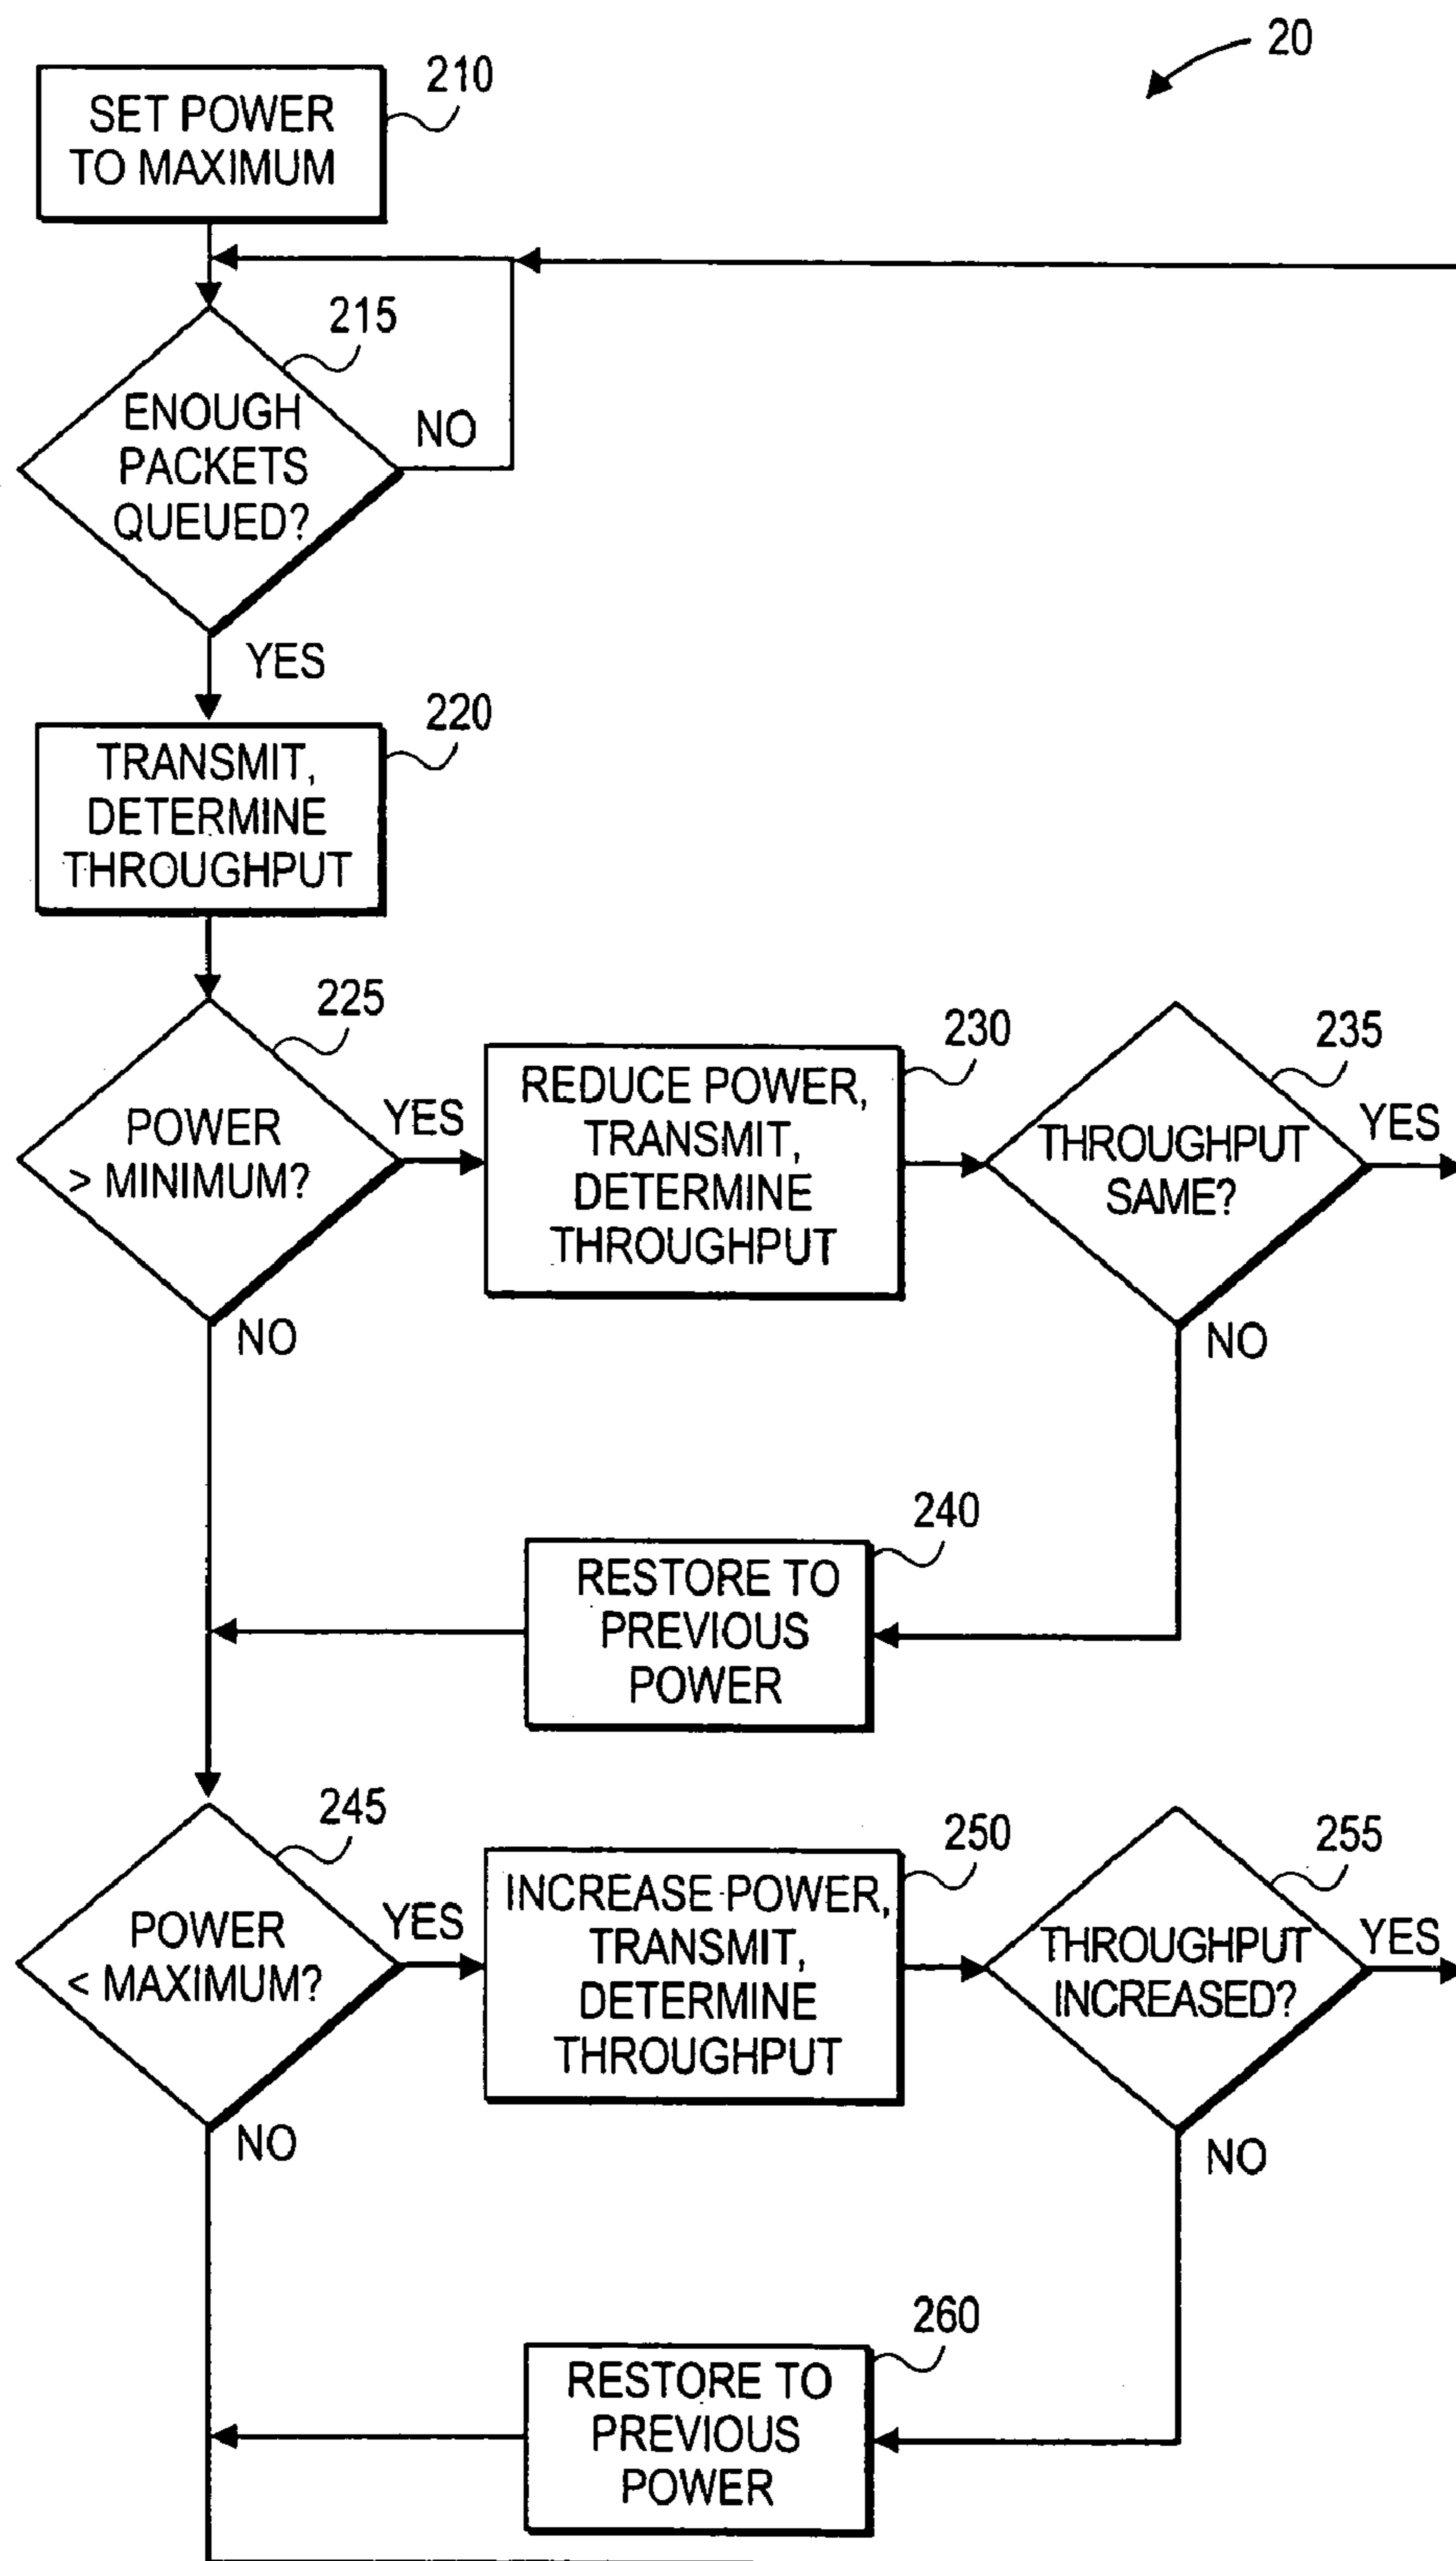 20
210
SET POWER
TO MAXIMUM
215
ENOUGH
PACKETS
QUEUED?
NO
YES
220
TRANSMIT,
DETERMINE
THROUGHPUT
225
POWER
> MINIMUM?
YES
NO
230
REDUCE POWER,
TRANSMIT,
DETERMINE
THROUGHPUT
235
THROUGHPUT
SAME?
YES
NO
240
RESTORE TO
PREVIOUS
POWER
245
POWER
< MAXIMUM?
YES
NO
250
INCREASE POWER,
TRANSMIT,
DETERMINE
THROUGHPUT
255
THROUGHPUT
INCREASED?
YES
NO
260
RESTORE TO
PREVIOUS
POWER